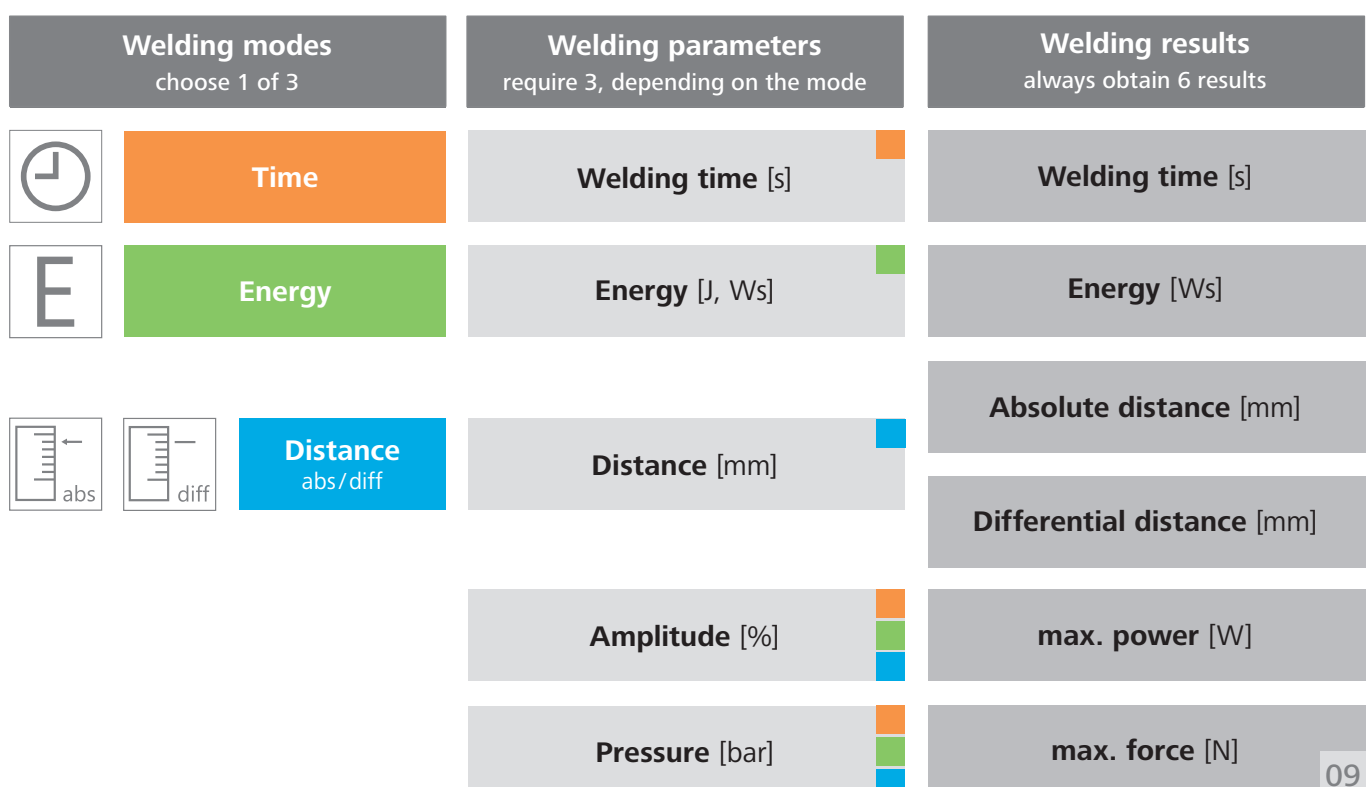 Welding modes
choose 1 of 3
Welding parameters
require 3, depending on the mode
Welding results
always obtain 6 results
Time
Welding time [s]
Welding time [s]
E
Energy
Energy [J, Ws]
Energy [Ws]
Absolute distance [mm]
abs
diff
Distance
abs/diff
Distance [mm]
Differential distance [mm]
Amplitude [%]
max. power [W]
Pressure [bar]
max. force [N]
09